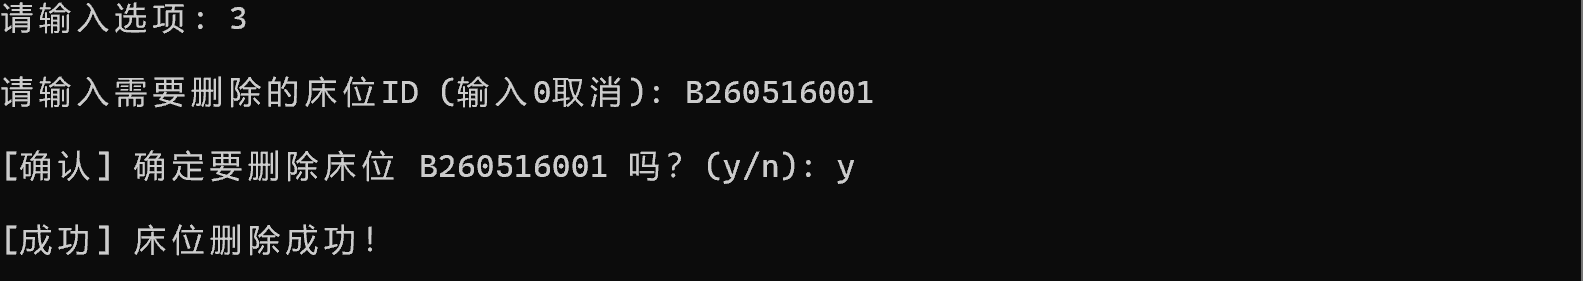 请输入选项: 3
请输入需要删除的床位ID (输入0取消): B260516001
[确认] 确定要删除床位 B260516001 吗? (y/n): y
[成功] 床位删除成功!